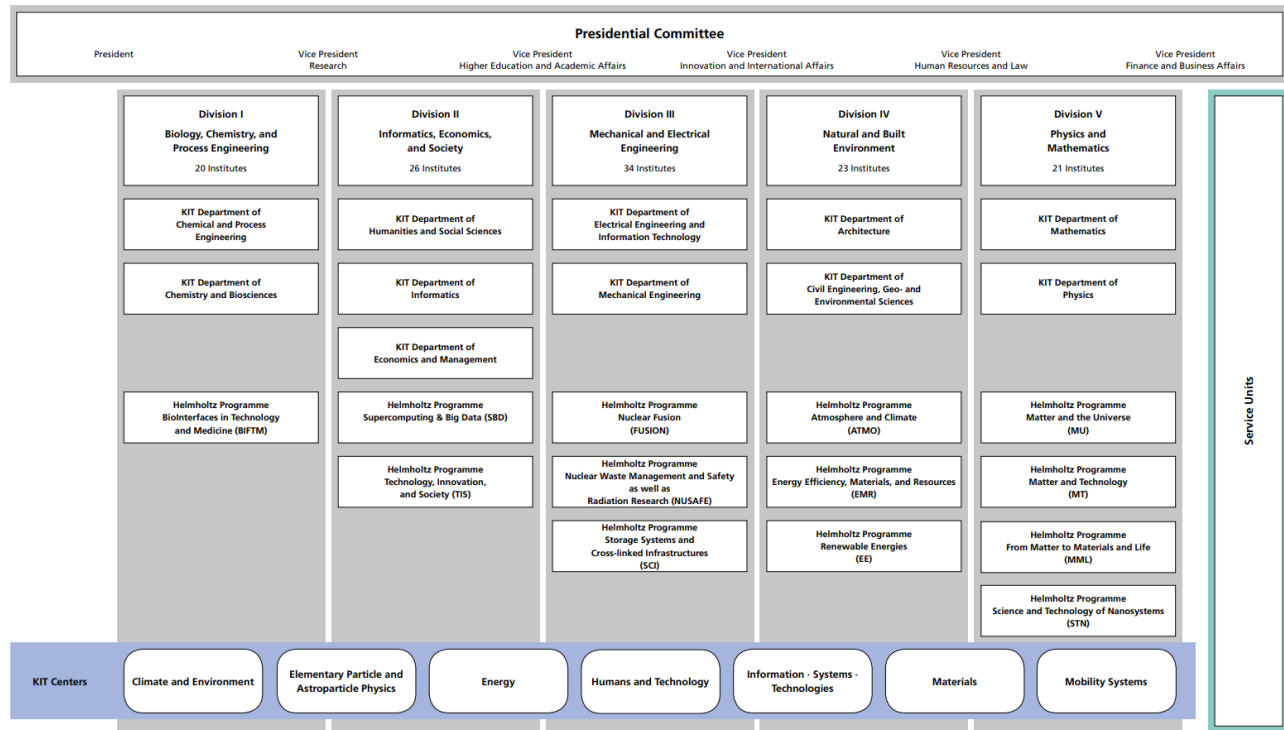 Presidential Committee
President
Vice President
Research
Vice President
Higher Education and Academic Affairs
Vice President
Innovation and International Affairs
Vice President
Human Resources and Law
Vice President
Finance and Business Affairs
Division I
Biology, Chemistry, and
Process Engineering
20 Institutes
KIT Department of
Chemical and Process
Engineering
KIT Department of
Chemistry and Biosciences
Helmholtz Programme
BioInterfaces in Technology
and Medicine (BIFTM)
Division II
Informatics, Economics,
and Society
26 Institutes
KIT Department of
Humanities and Social Sciences
KIT Department of
Informatics
KIT Department of
Economics and Management
Helmholtz Programme
Supercomputing & Big Data (SBD)
Helmholtz Programme
Technology, Innovation,
and Society (TIS)
Division III
Mechanical and Electrical
Engineering
34 Institutes
KIT Department of
Electrical Engineering and
Information Technology
KIT Department of
Mechanical Engineering
Helmholtz Programme
Nuclear Fusion
(FUSION)
Helmholtz Programme
Nuclear Waste Management and Safety
as well as
Radiation Research (NUSAFE)
Helmholtz Programme
Storage Systems and
Cross-linked Infrastructures
(SCI)
Division IV
Natural and Built
Environment
23 Institutes
KIT Department of
Architecture
KIT Department of
Civil Engineering, Geo- and
Environmental Sciences
Helmholtz Programme
Atmosphere and Climate
(ATMO)
Helmholtz Programme
Energy Efficiency, Materials, and Resources
(EMR)
Helmholtz Programme
Renewable Energies
(EE)
Division V
Physics and
Mathematics
21 Institutes
KIT Department of
Mathematics
KIT Department of
Physics
Helmholtz Programme
Matter and the Universe
(MU)
Helmholtz Programme
Matter and Technology
(MT)
Helmholtz Programme
From Matter to Materials and Life
(MML)
Helmholtz Programme
Science and Technology of Nanosystems
(STN)
Service Units
KIT Centers
Climate and Environment
Elementary Particle and
Astroparticle Physics
Energy
Humans and Technology
Information · Systems ·
Technologies
Materials
Mobility Systems